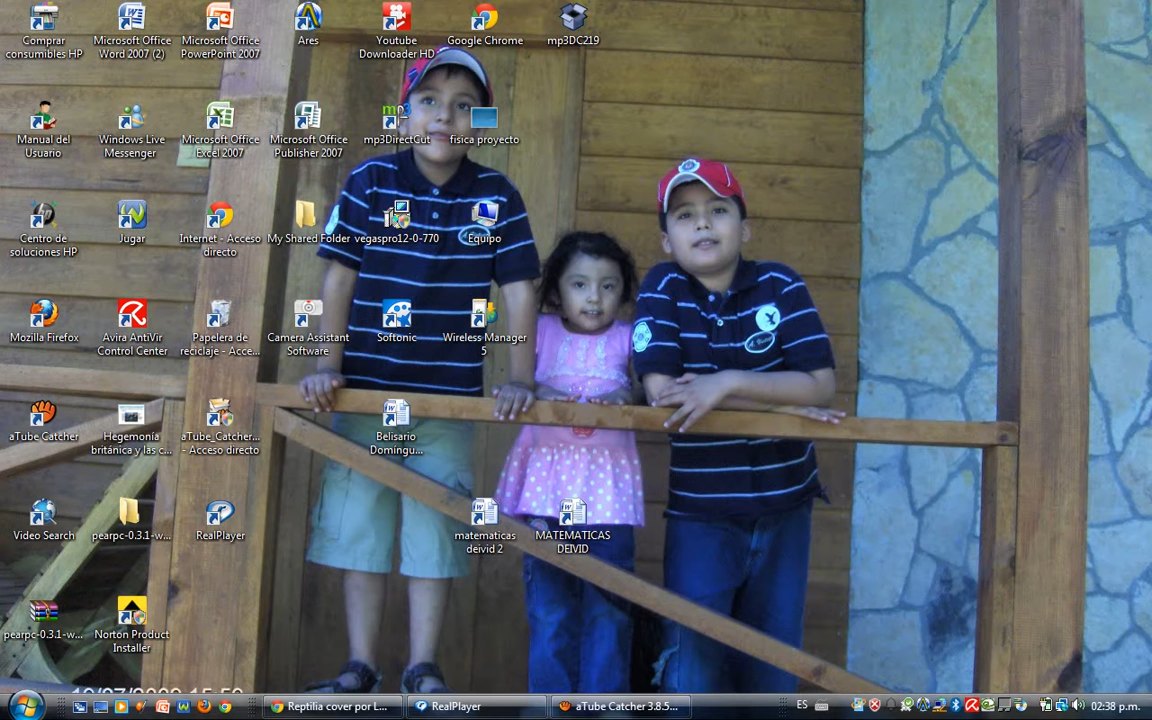 Comprar
consumibles HP
Microsoft Office
Word 2007 (2)
Microsoft Office
PowerPoint 2007
Ares
Youtube
Downloader HD
Google Chrome
mp3DC219
Manual del
Usuario
Windows Live
Messenger
Microsoft Office
Excel 2007
Microsoft Office
Publisher 2007
mp3DirectCut
fisica proyecto
Centro de
soluciones HP
Jugar
Internet - Acceso
directo
My Shared Folder
vegaspro12-0-770
Equipo
Mozilla Firefox
Avira AntiVir
Control Center
Papelera de
reciclaje - Acce...
Camera Assistant
Software
Softonic
Wireless Manager
5
aTube Catcher
Hegemonía
británica y las c...
aTube_Catcher...
- Acceso directo
Belisario
Domingu...
Video Search
pearpc-0.3.1-w...
RealPlayer
matematicas
deivid 2
MATEMATICAS
DEIVID
pearpc-0.3.1-w...
Norton Product
Installer
Reptilia cover por L...
RealPlayer
aTube Catcher 3.8.5...
ES
02:38 p.m.